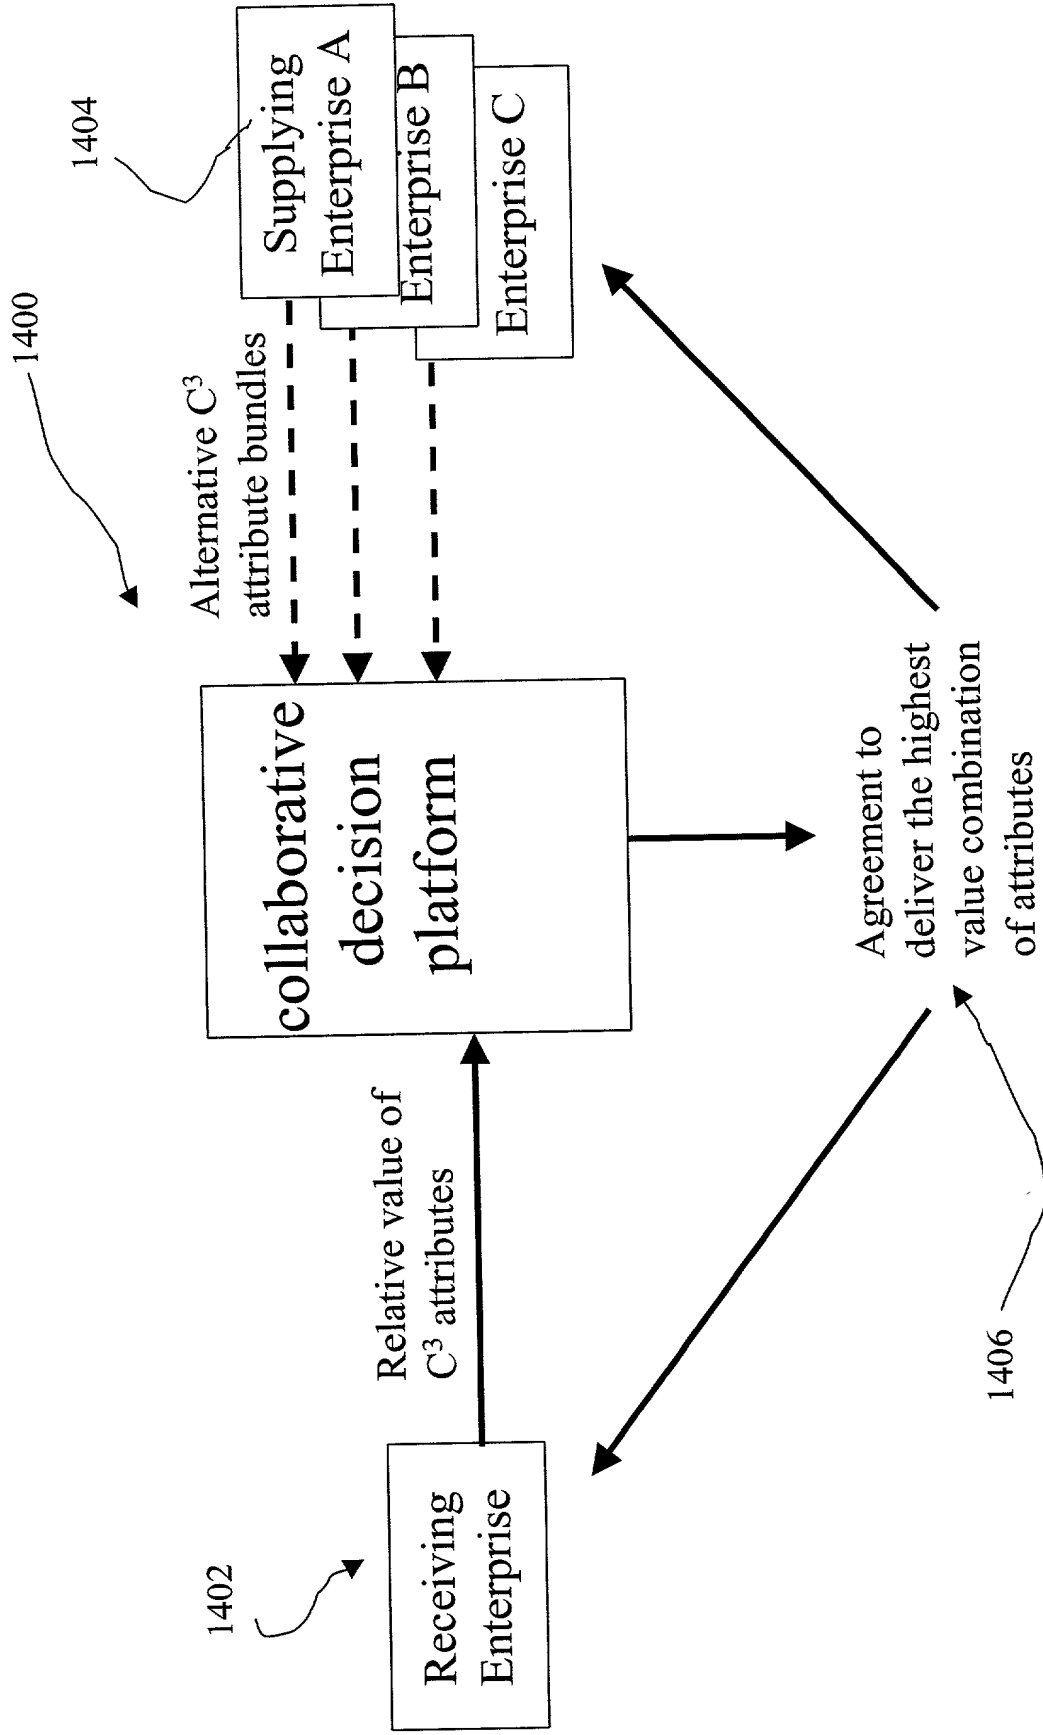 1400
1404
Supplying
Enterprise A
Enterprise B
Enterprise C
Alternative C³
attribute bundles
collaborative
decision
platform
Relative value of
C³ attributes
1402
Receiving
Enterprise
Agreement to
deliver the highest
value combination
of attributes
1406